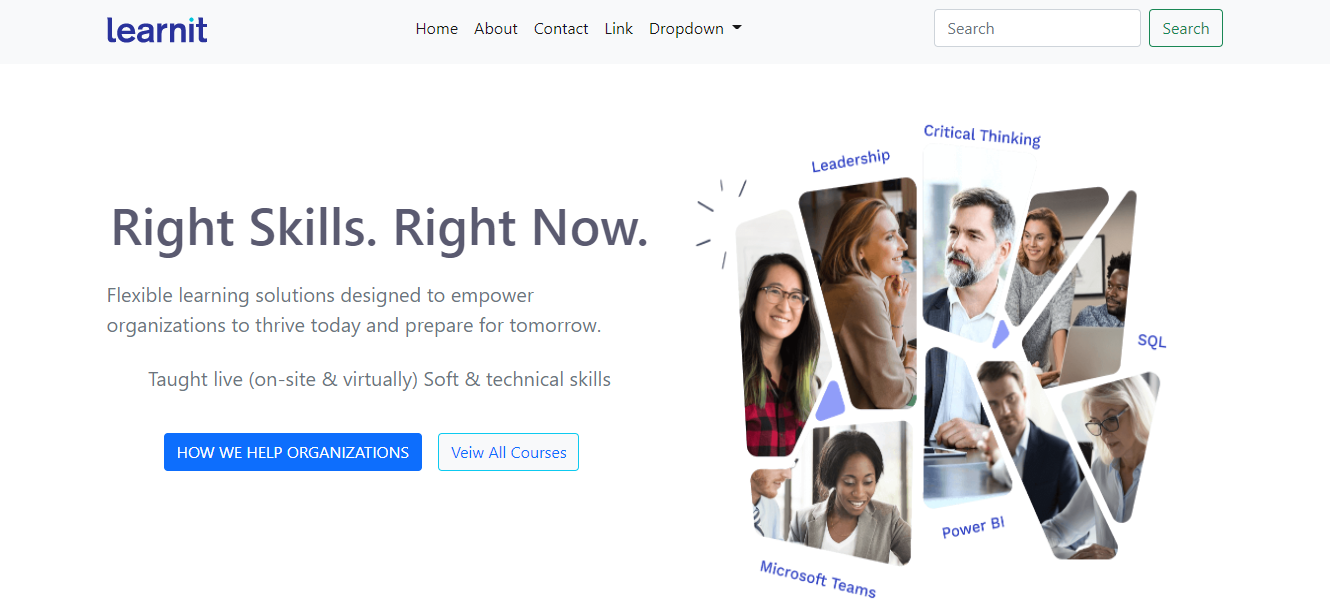 learnit
Home About Contact Link Dropdown
Search Search
Critical Thinking
Leadership
Right Skills. Right Now.
Flexible learning solutions designed to empower
organizations to thrive today and prepare for tomorrow.
SQL
Taught live (on-site & virtually) Soft & technical skills
HOW WE HELP ORGANIZATIONS Veiw All Courses
Power BI
Microsoft Teams